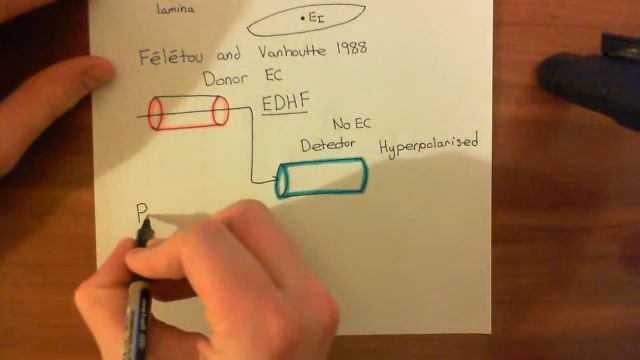 lamina
EI
Félétou and Vanhoutte 1988
Donor EC
EDHF
No EC
Detector Hyperpolarised
P